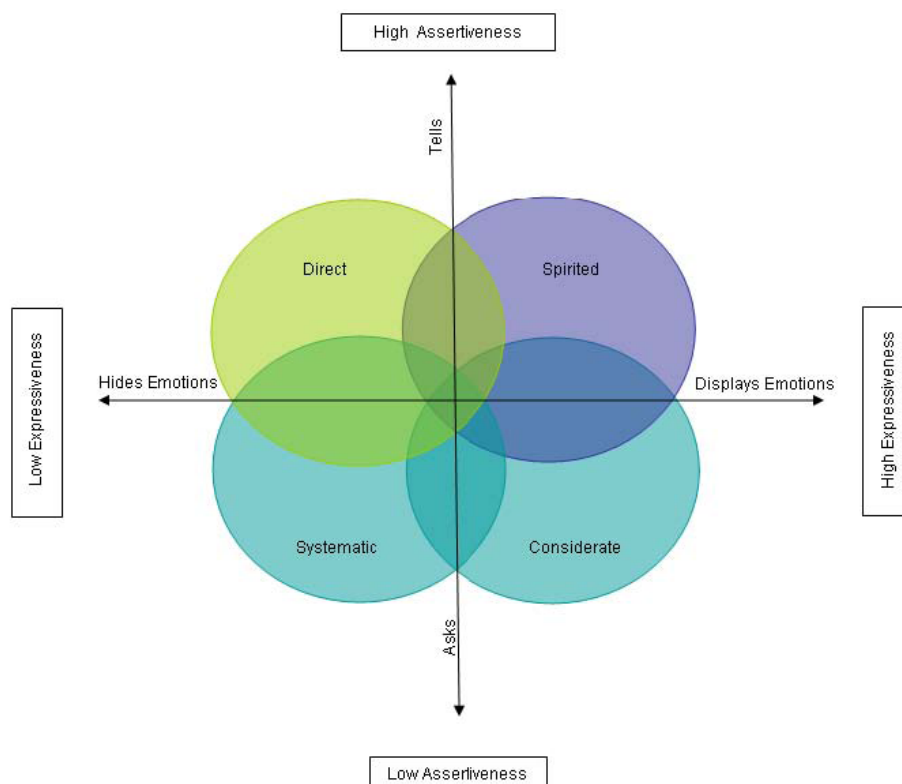 High Assertiveness
Tells
Direct
Spirited
Low Expressiveness
Hides Emotions
Displays Emotions
High Expressiveness
Systematic
Considerate
Asks
Low Assertiveness